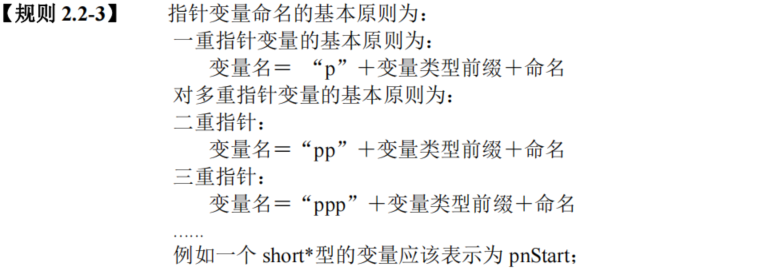 【规则 2.2-3】 指针变量命名的基本原则为：
一重指针变量的基本原则为：
变量名＝ “p”＋变量类型前缀＋命名
对多重指针变量的基本原则为：
二重指针：
变量名＝“pp”＋变量类型前缀＋命名
三重指针：
变量名＝“ppp”＋变量类型前缀＋命名
……
例如一个 short*型的变量应该表示为 pnStart；